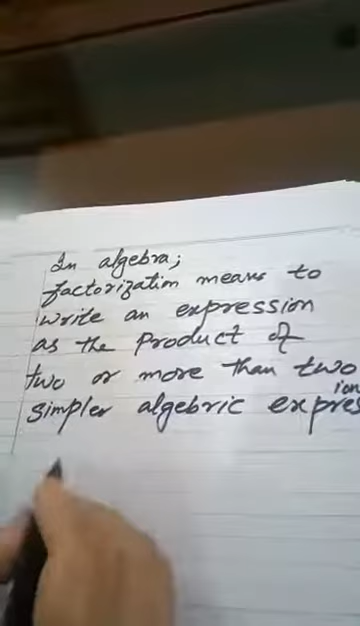 In algebra;
factorization means to
write an expression
as the product of
two or more than two
simpler algebric expres
ion